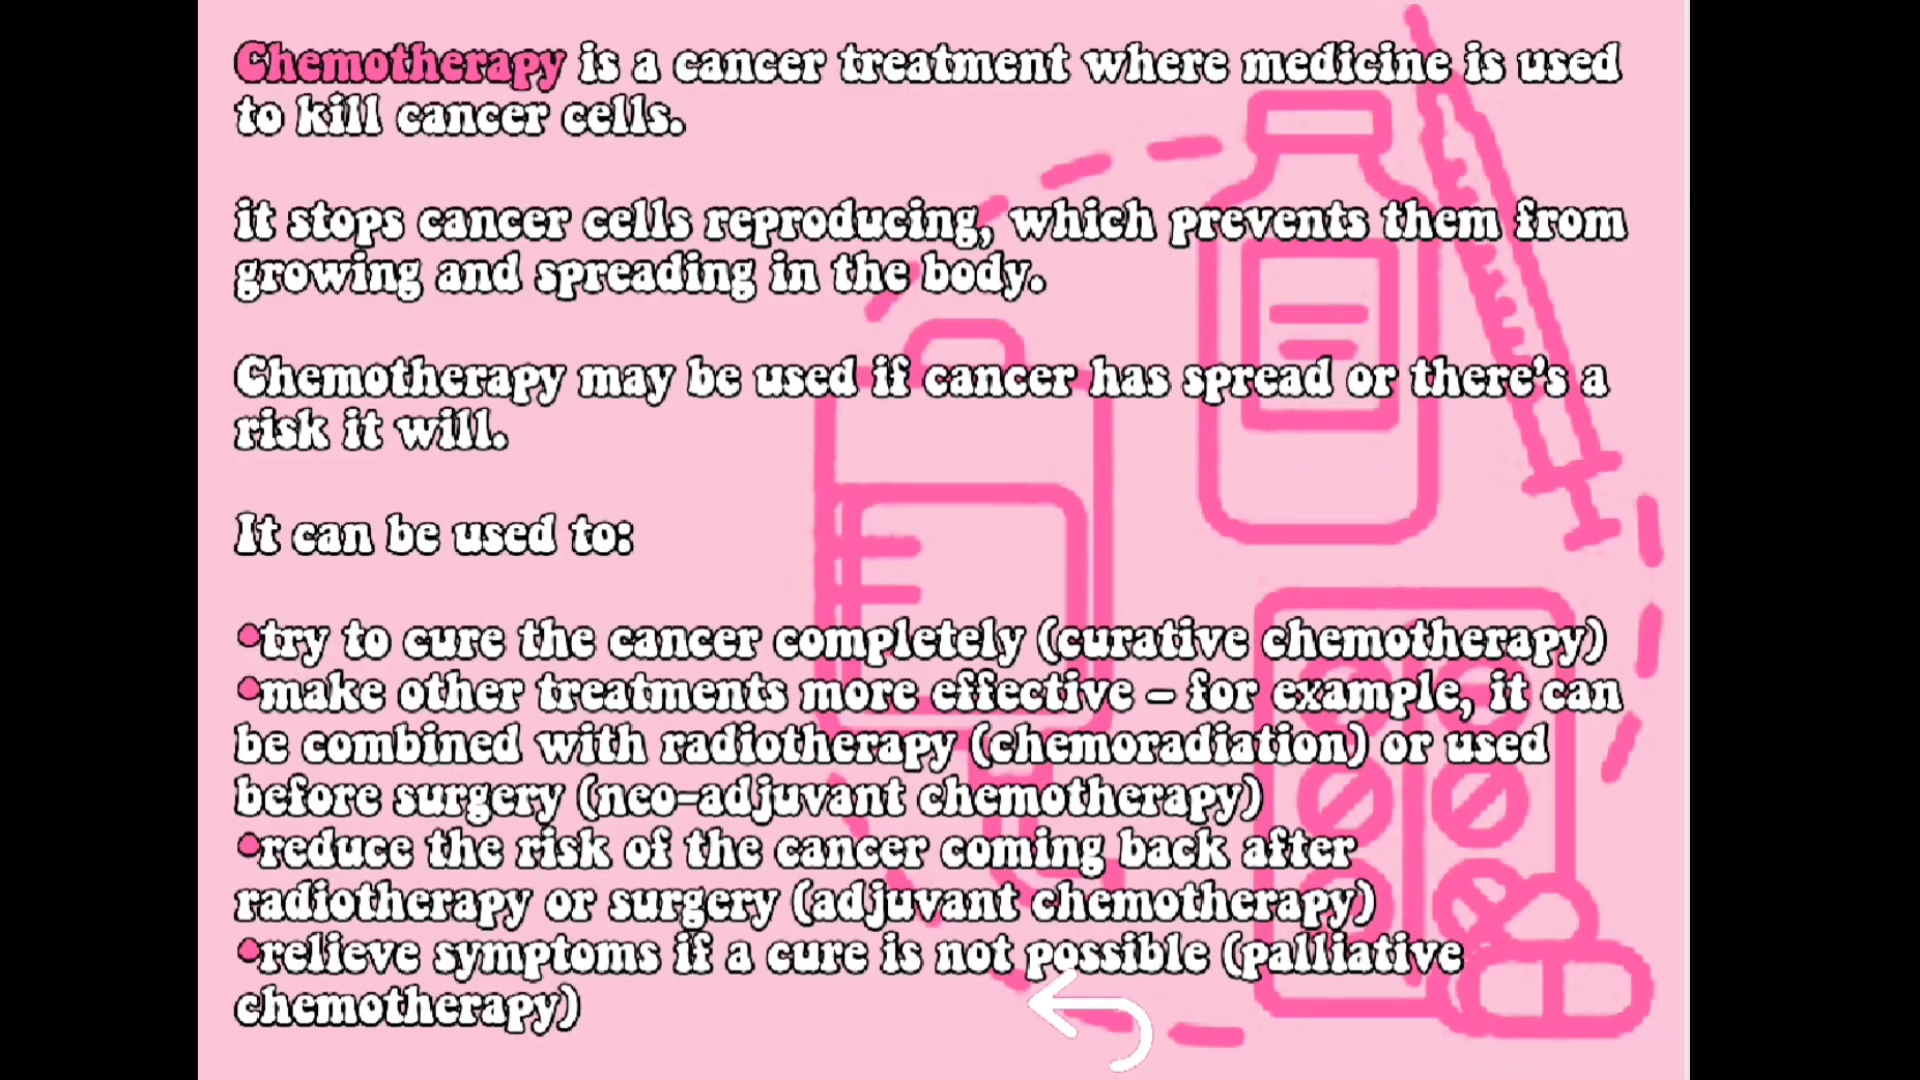 Chemotherapy is a cancer treatment where medicine is used
to kill cancer cells.
it stops cancer cells reproducing, which prevents them from
growing and spreading in the body.
Chemotherapy may be used if cancer has spread or there's a
risk it will.
It can be used to:
•try to cure the cancer completely (curative chemotherapy)
•make other treatments more effective – for example, it can
be combined with radiotherapy (chemoradiation) or used
before surgery (neo-adjuvant chemotherapy)
•reduce the risk of the cancer coming back after
radiotherapy or surgery (adjuvant chemotherapy)
•relieve symptoms if a cure is not possible (palliative
chemotherapy)